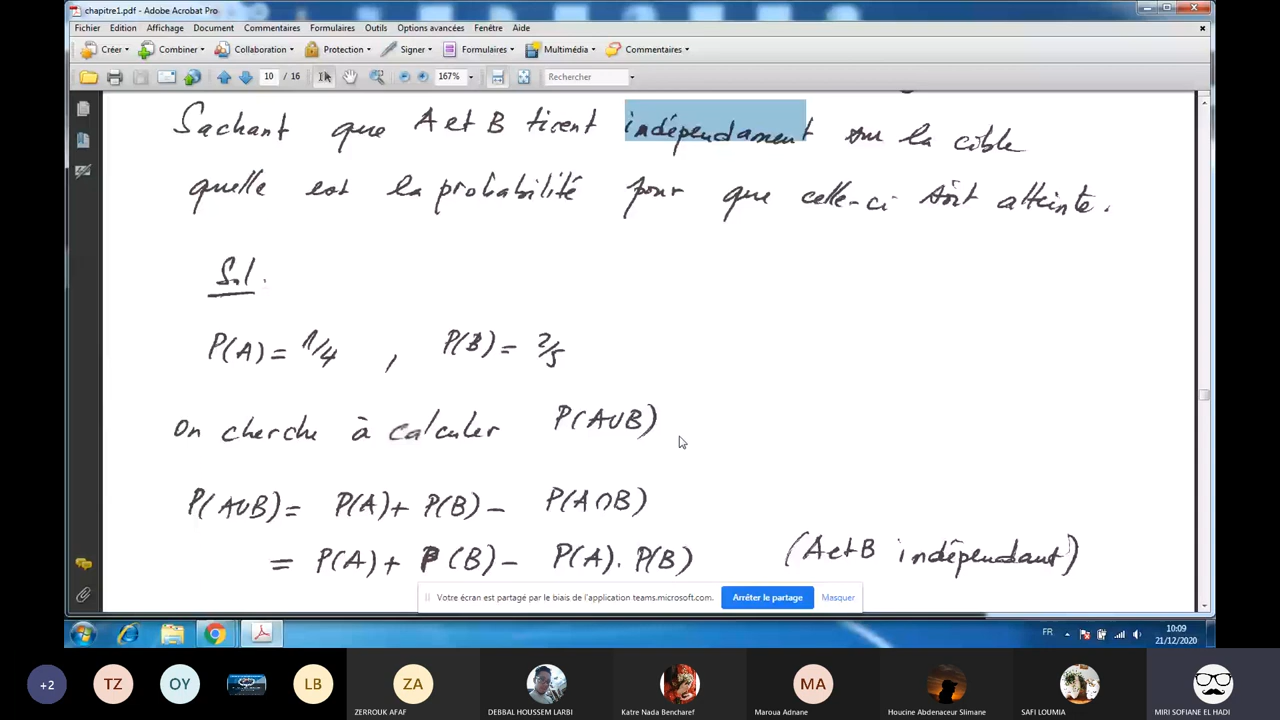 chapitre1.pdf - Adobe Acrobat Pro
Fichier Edition Affichage Document Commentaires Formulaires Outils Options avancées Fenêtre Aide
Créer Combiner Collaboration Protection Signer Formulaires Multimédia Commentaires
10 / 16 167% Rechercher
Sachant que A et B tirent indépendament sur la cible
quelle est la probabilité pour que celle-ci soit atteinte.
Sol.
P(A) = 1/4 , P(B) = 2/5
On cherche à calculer P(A∪B)
P(A∪B) = P(A) + P(B) - P(A∩B)
= P(A) + P(B) - P(A). P(B) (A et B indépendant)
Votre écran est partagé par le biais de l'application teams.microsoft.com. Arrêter le partage Masquer
FR 10:09
21/12/2020
+2 TZ OY LB ZA MA
ZERROUK AFAF DEBBAL HOUSSEM LARBI Katre Nada Bencharef Maroua Adnane Houcine Abdenaceur Slimane SAFI LOUMIA MIRI SOFIANE EL HADI